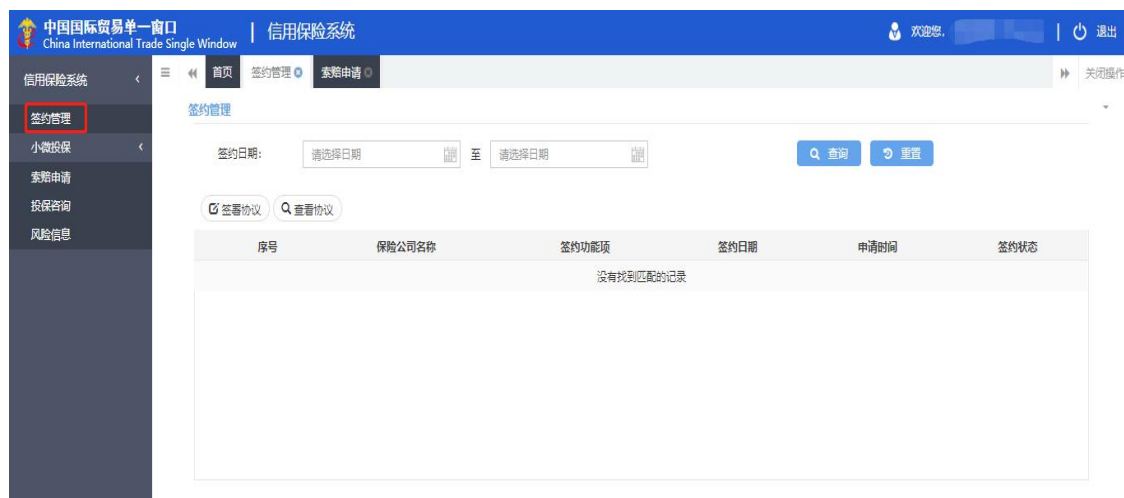 中国国际贸易单一窗口 | 信用保险系统 欢迎您, | 退出
China International Trade Single Window
信用保险系统 首页 签约管理 索赔申请 关闭操作
签约管理
签约管理
小微投保 签约日期: 请选择日期 至 请选择日期 查询 重置
索赔申请
投保咨询 签署协议 查看协议
风险信息
序号 保险公司名称 签约功能项 签约日期 申请时间 签约状态
没有找到匹配的记录